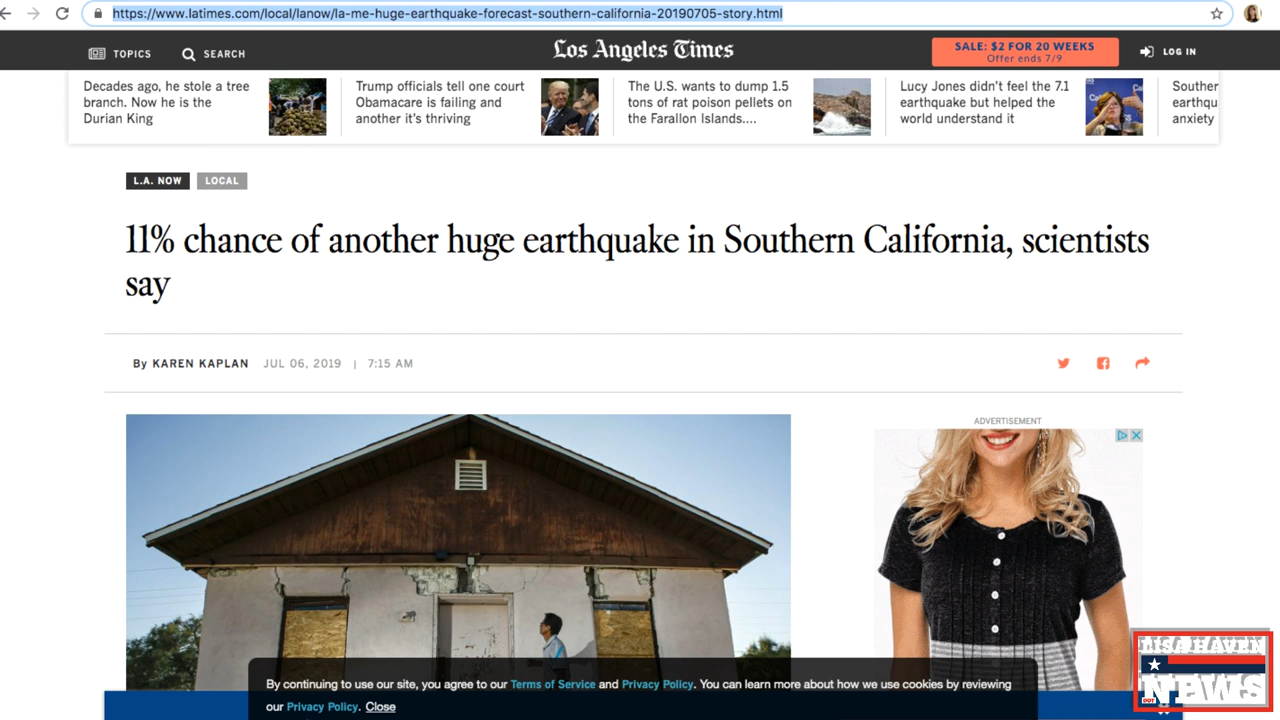 https://www.latimes.com/local/lanow/la-me-huge-earthquake-forecast-southern-california-20190705-story.html
TOPICS
SEARCH
Los Angeles Times
SALE: $2 FOR 20 WEEKS
Offer ends 7/9
LOG IN
Decades ago, he stole a tree
branch. Now he is the
Durian King
Trump officials tell one court
Obamacare is failing and
another it's thriving
The U.S. wants to dump 1.5
tons of rat poison pellets on
the Farallon Islands....
Lucy Jones didn't feel the 7.1
earthquake but helped the
world understand it
Souther
earthqu
anxiety
L.A. NOW
LOCAL
11% chance of another huge earthquake in Southern California, scientists
say
By KAREN KAPLAN JUL 06, 2019 | 7:15 AM
ADVERTISEMENT
By continuing to use our site, you agree to our Terms of Service and Privacy Policy. You can learn more about how we use cookies by reviewing
our Privacy Policy. Close
LISA HAVEN
DOT
NEWS